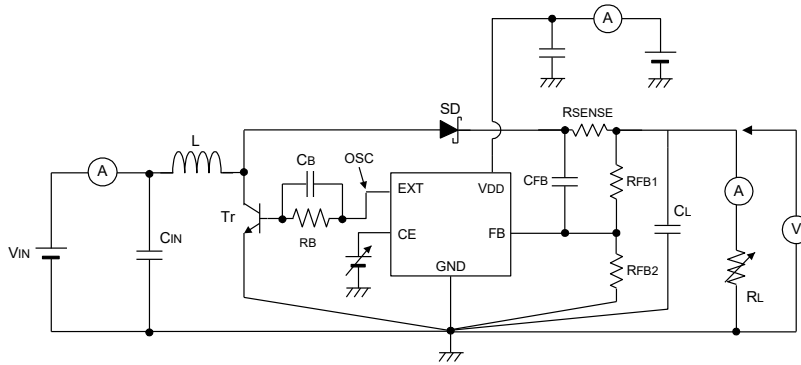 A
SD
RSENSE
L
A
CB
OSC
EXT
VDD
CFB
RFB1
A
V
Tr
RB
CE
FB
CL
CIN
VIN
RFB2
GND
RL